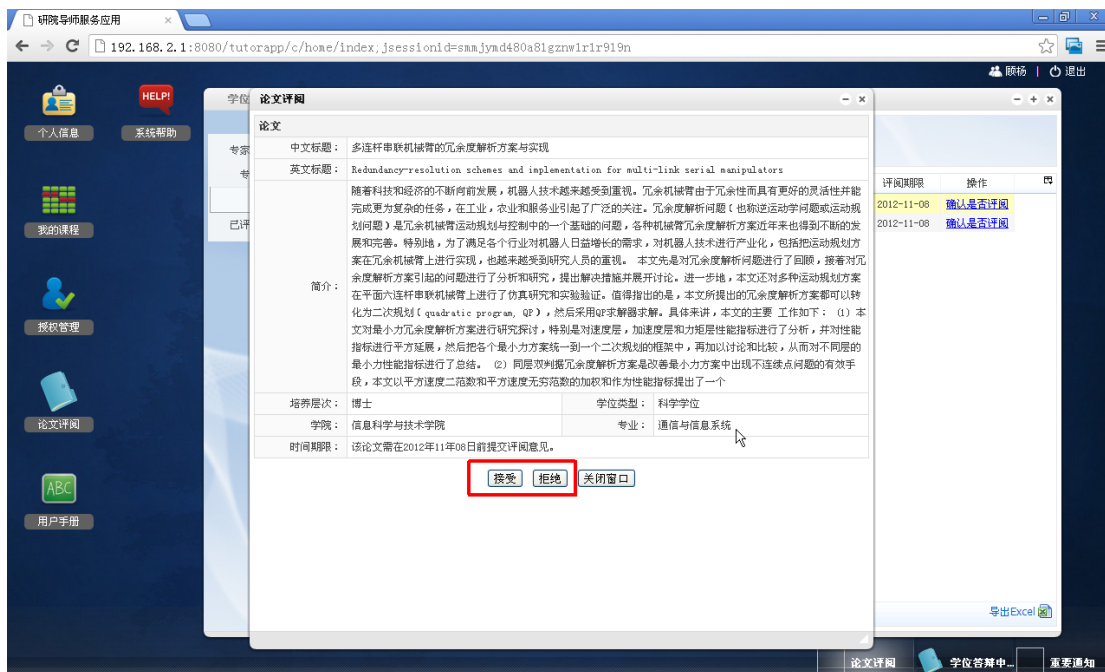 研院导师服务应用
192.168.2.1:8080/tutorapp/c/home/index;jsessionid=smmjymd480a81gznw1r1r919n
顾杨 | 退出
个人信息
HELP!
系统帮助
我的课程
授权管理
论文评阅
ABC
用户手册
学位
专家
专
已评
论文评阅
论文
中文标题： 多连杆串联机械臂的冗余度解析方案与实现
英文标题： Redundancy-resolution schemes and implementation for multi-link serial manipulators
简介：
随着科技和经济的不断向前发展，机器人技术越来越受到重视。冗余机械臂由于冗余性而具有更好的灵活性并能
完成更为复杂的任务，在工业，农业和服务业引起了广泛的关注。冗余度解析问题（也称逆运动学问题或运动规
划问题）是冗余机械臂运动规划与控制中的一个基础的问题，各种机械臂冗余度解析方案近年来也得到不断的发
展和完善。特别地，为了满足各个行业对机器人日益增长的需求，对机器人技术进行产业化，包括把运动规划方
案在冗余机械臂上进行实现，也越来越受到研究人员的重视。 本文先是对冗余度解析问题进行了回顾，接着对冗
余度解析方案引起的问题进行了分析和研究，提出解决措施并展开讨论。进一步地，本文还对多种运动规划方案
在平面六连杆串联机械臂上进行了仿真研究和实验验证。值得指出的是，本文所提出的冗余度解析方案都可以转
化为二次规划（quadratic program, QP），然后采用QP求解器求解。具体来讲，本文的主要 工作如下： (1) 本
文对最小力冗余度解析方案进行研究探讨，特别是对速度层，加速度层和力矩层性能指标进行了分析，并对性能
指标进行平方延展，然后把各个最小力方案统一到一个二次规划的框架中，再加以讨论和比较，从而对不同层的
最小力性能指标进行了总结。 (2) 同层双判据冗余度解析方案是改善最小力方案中出现不连续点问题的有效手
段，本文以平方速度二范数和平方速度无穷范数的加权和作为性能指标提出了一个
培养层次： 博士 学位类型： 科学学位
学院： 信息科学与技术学院 专业： 通信与信息系统
时间期限： 该论文需在2012年11年08日前提交评阅意见。
接受 拒绝 关闭窗口
评阅期限 操作
2012-11-08 确认是否评阅
2012-11-08 确认是否评阅
导出Excel
论文评阅 学位答辩中... 重要通知